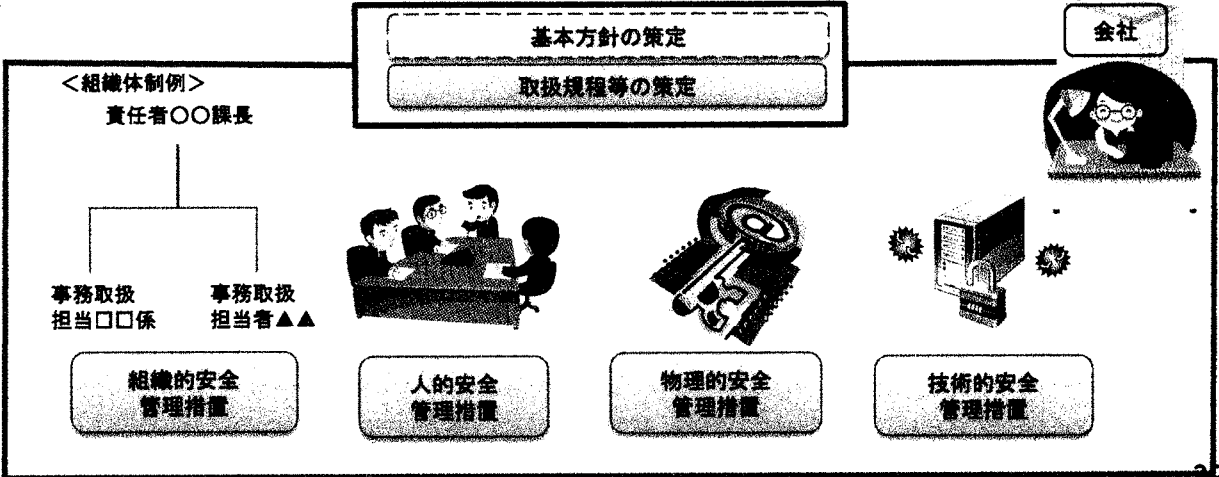 基本方針の策定
取扱規程等の策定
会社
<組織体制例>
責任者○○課長
事務取扱
担当□□係
事務取扱
担当者▲▲
組織的安全
管理措置
人的安全
管理措置
物理的安全
管理措置
技術的安全
管理措置